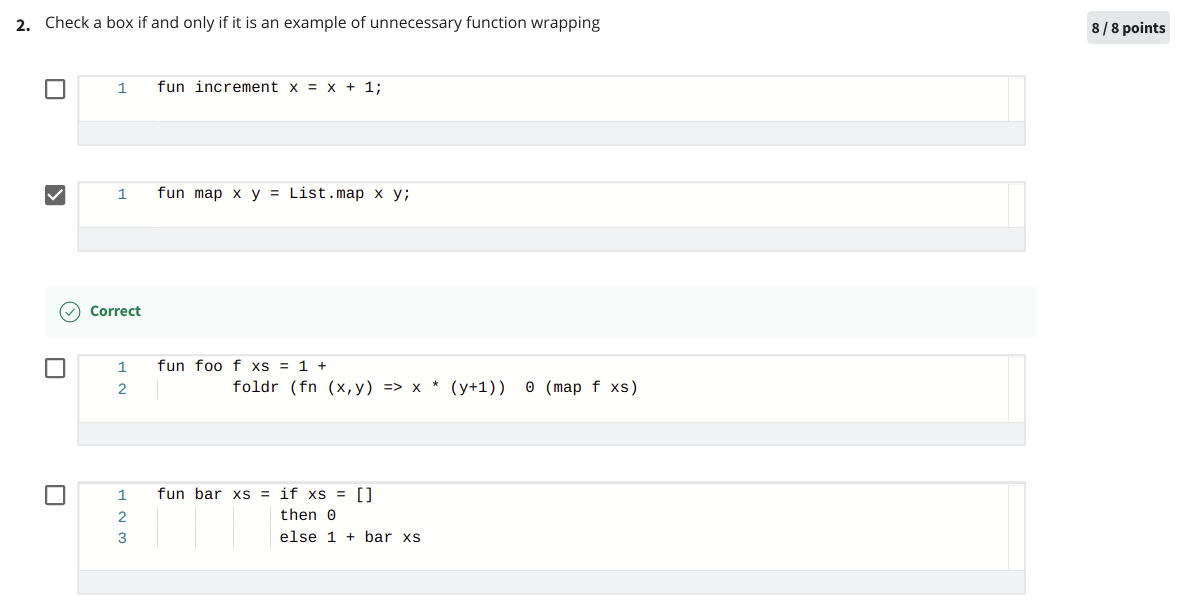 2. Check a box if and only if it is an example of unnecessary function wrapping
8 / 8 points
1 fun increment x = x + 1;
1 fun map x y = List.map x y;
Correct
1 fun foo f xs = 1 +
2 foldr (fn (x,y) => x * (y+1))  0 (map f xs)
1 fun bar xs = if xs = []
2 then 0
3 else 1 + bar xs